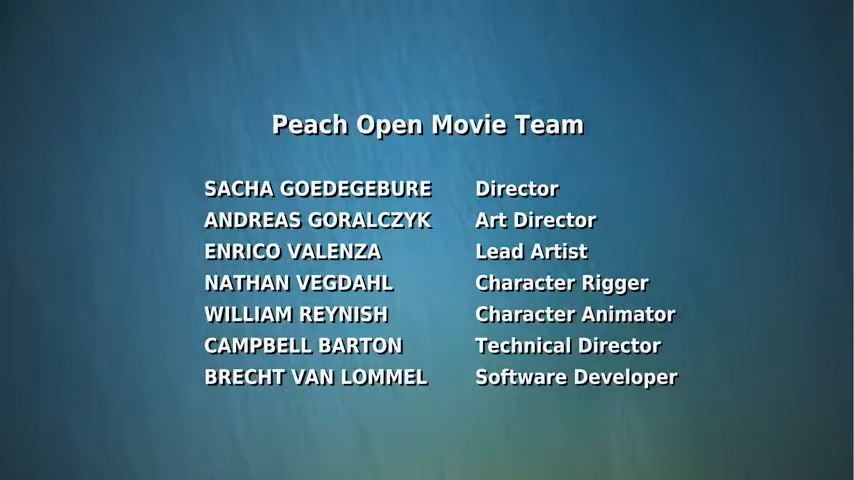 Peach Open Movie Team
SACHA GOEDEGEBURE Director
ANDREAS GORALCZYK Art Director
ENRICO VALENZA Lead Artist
NATHAN VEGDAHL Character Rigger
WILLIAM REYNISH Character Animator
CAMPBELL BARTON Technical Director
BRECHT VAN LOMMEL Software Developer